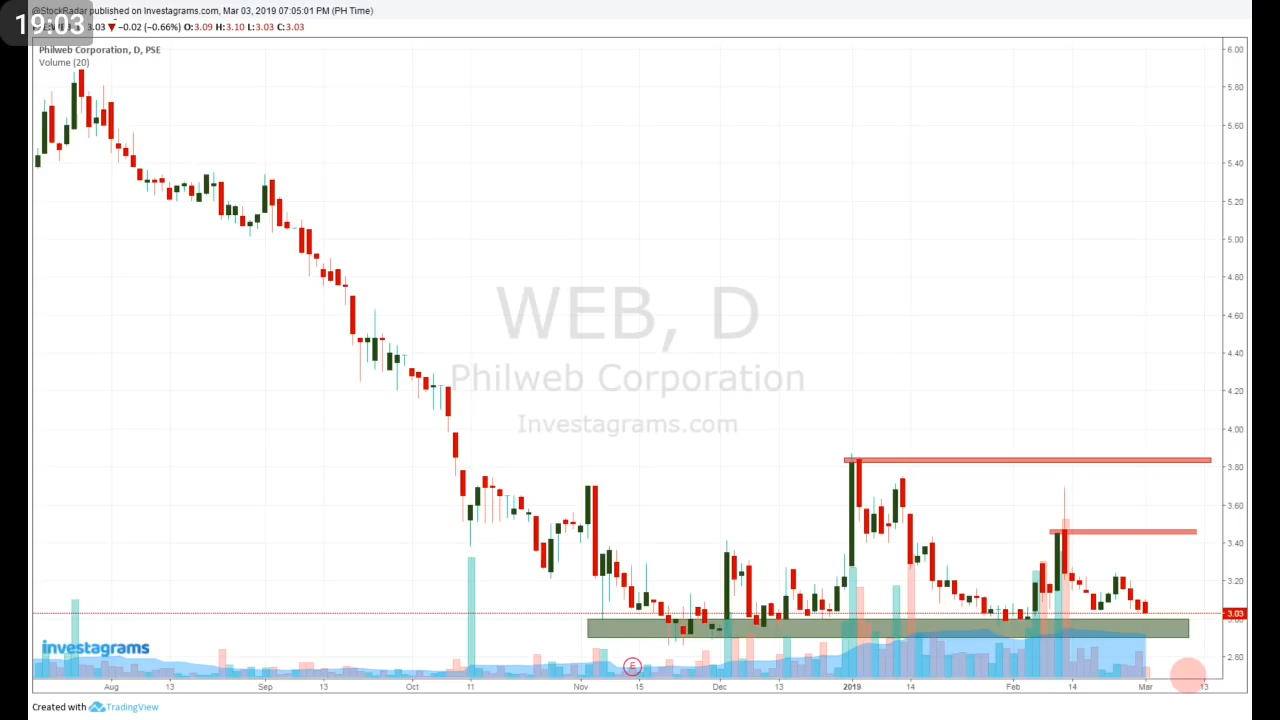 @StockRadar published on Investagrams.com, Mar 03, 2019 07:05:01 PM (PH Time)
19:03
3.03 ▼ −0.02 (−0.66%) O:3.09 H:3.10 L:3.03 C:3.03
Philweb Corporation, D, PSE
Volume (20)
6.00
5.80
5.60
5.40
5.20
5.00
4.80
4.60
4.40
4.20
4.00
3.80
3.60
3.40
3.20
3.03
2.80
WEB, D
Philweb Corporation
Investagrams.com
investagrams
E
Aug 13 Sep 13 Oct 11 Nov 15 Dec 13 2019 14 Feb 14 Mar 13
Created with TradingView